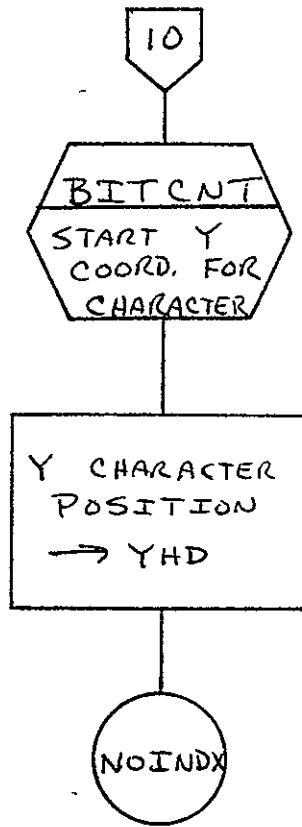 10
BITCNT
START Y
COORD. FOR
CHARACTER
Y CHARACTER
POSITION
→ YHD
NOINDX